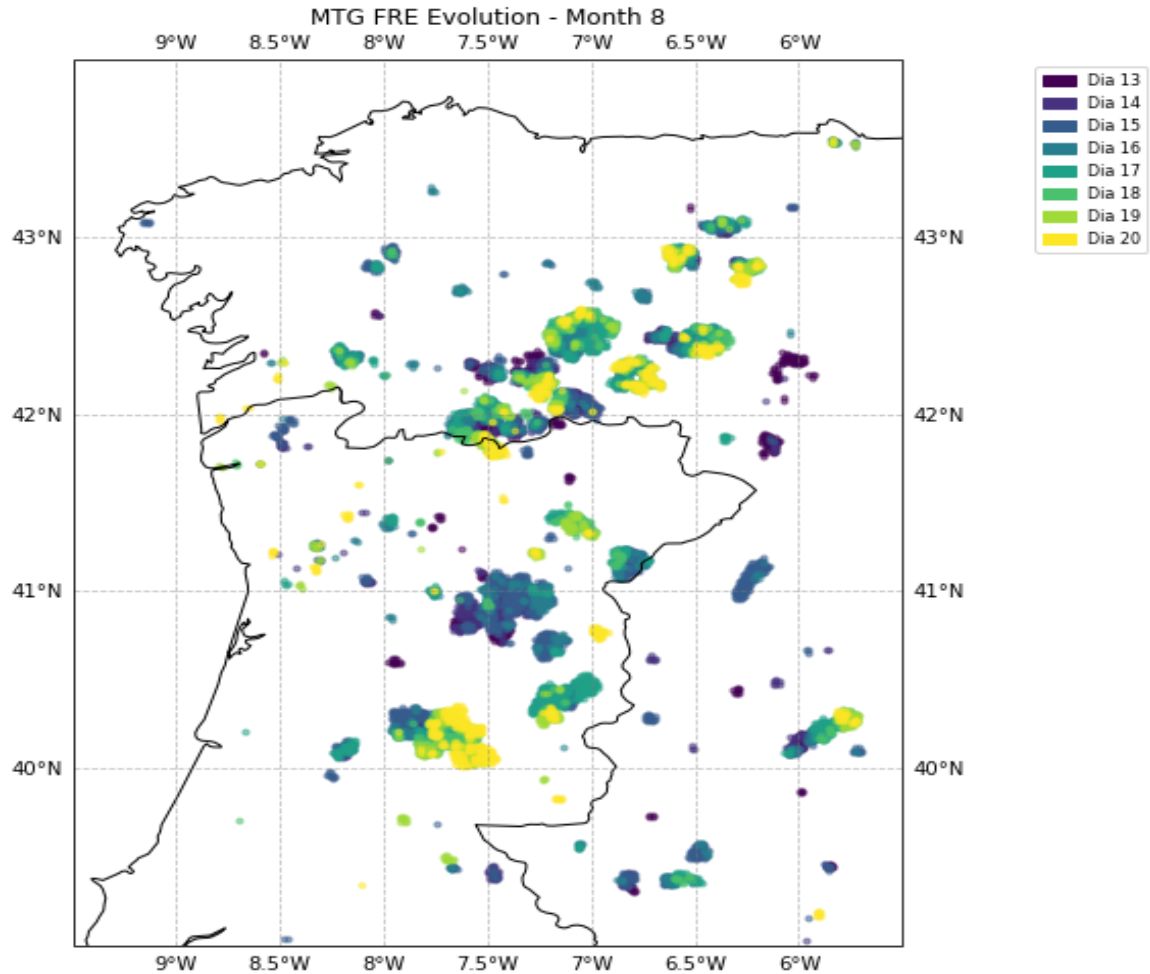 MTG FRE Evolution - Month 8
9°W 8.5°W 8°W 7.5°W 7°W 6.5°W 6°W
Dia 13
Dia 14
Dia 15
Dia 16
Dia 17
Dia 18
Dia 19
Dia 20
43°N 43°N
42°N 42°N
41°N 41°N
40°N 40°N
9°W 8.5°W 8°W 7.5°W 7°W 6.5°W 6°W